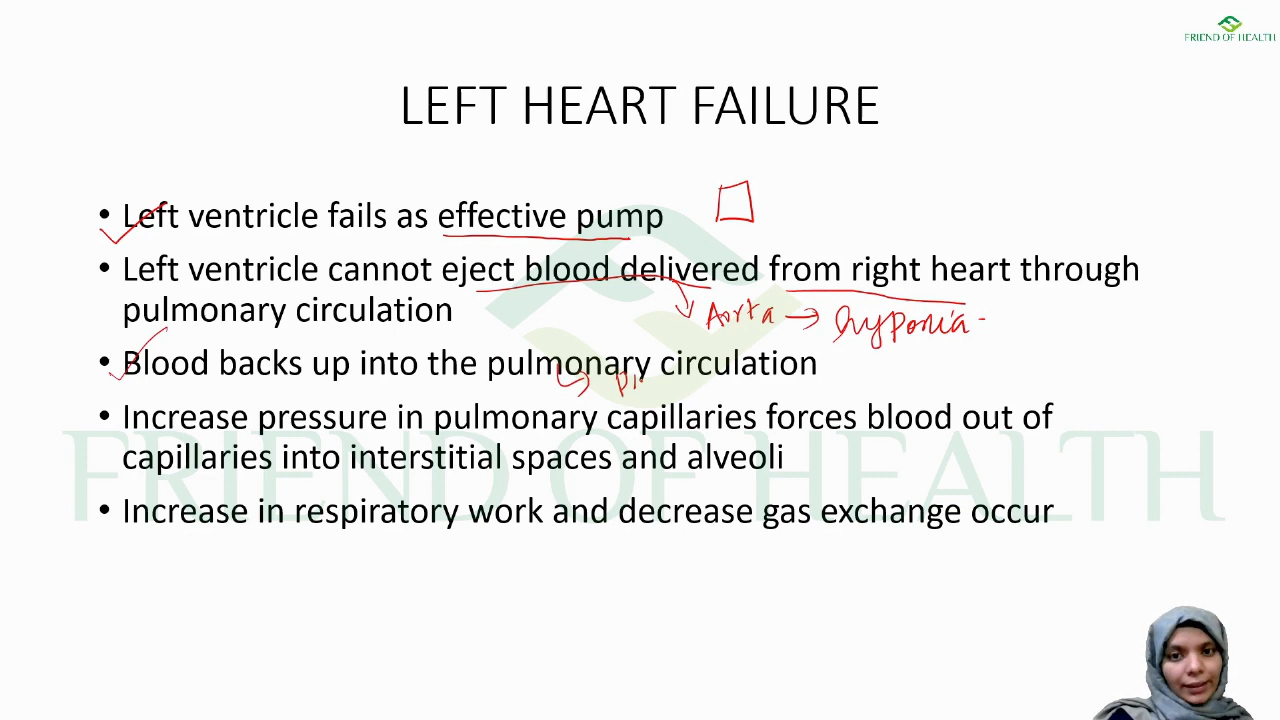 FRIEND OF HEALTH
LEFT HEART FAILURE
• Left ventricle fails as effective pump
• Left ventricle cannot eject blood delivered from right heart through
pulmonary circulation
Aorta → hypoxia
• Blood backs up into the pulmonary circulation
• Increase pressure in pulmonary capillaries forces blood out of
capillaries into interstitial spaces and alveoli
FRIEND OF HEALTH
• Increase in respiratory work and decrease gas exchange occur